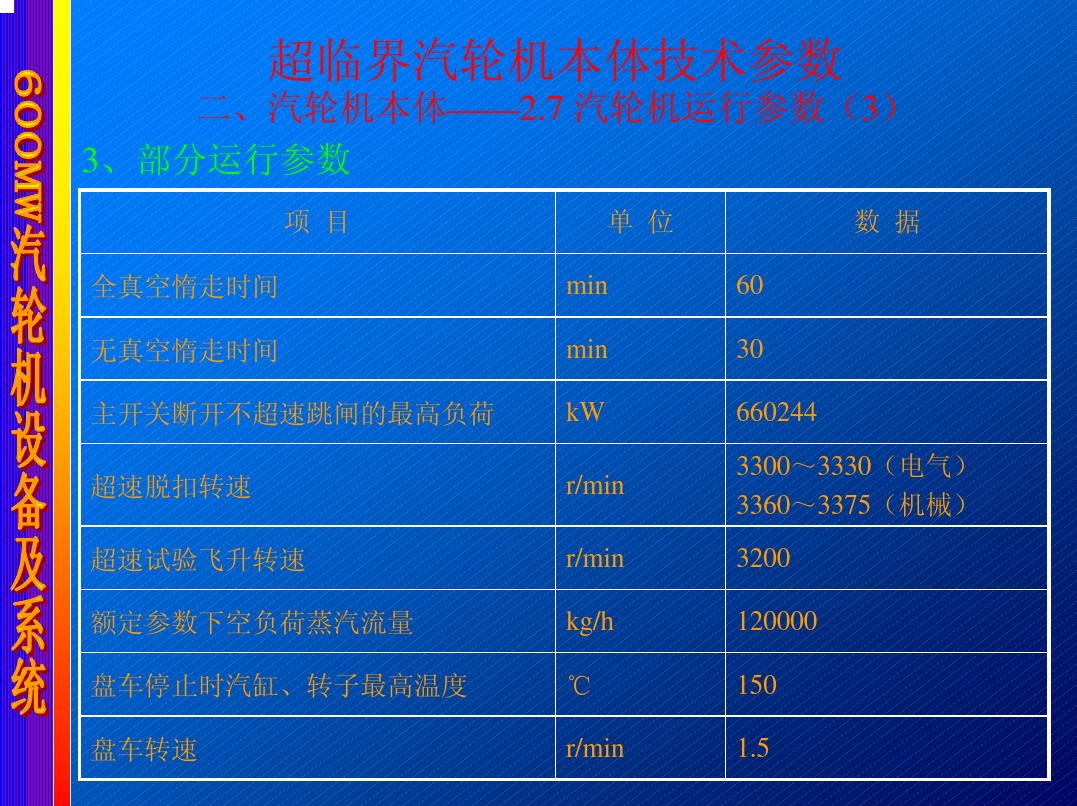 超临界汽轮机本体技术参数
二、汽轮机本体——2.7 汽轮机运行参数（3）
3、部分运行参数
项 目 单 位 数 据
全真空惰走时间 min 60
无真空惰走时间 min 30
主开关断开不超速跳闸的最高负荷 kW 660244
超速脱扣转速 r/min 3300～3330（电气）
3360～3375（机械）
超速试验飞升转速 r/min 3200
额定参数下空负荷蒸汽流量 kg/h 120000
盘车停止时汽缸、转子最高温度 ℃ 150
盘车转速 r/min 1.5
600MW汽轮机设备及系统